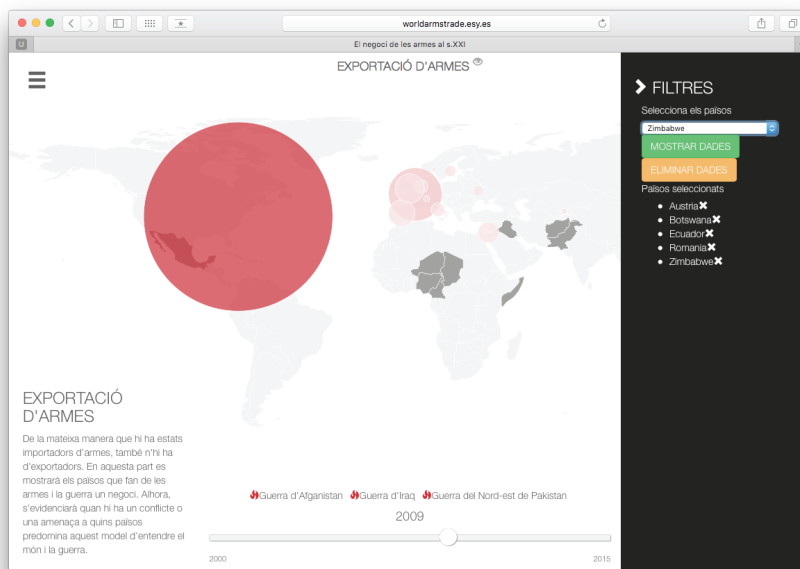 worldarmstrade.esy.es
U
El negoci de les armes al s.XXI
EXPORTACIÓ D'ARMES
FILTRES
Selecciona els països
Zimbabwe
MOSTRAR DADES
ELIMINAR DADES
Països seleccionats
Austria
Botswana
Ecuador
Romania
Zimbabwe
EXPORTACIÓ
D'ARMES
De la mateixa manera que hi ha estats
importadors d'armes, també n'hi ha
d'exportadors. En aquesta part es
mostrarà els països que fan de les
armes i la guerra un negoci. Alhora,
s'evidenciarà quan hi ha un conflicte o
una amenaça a quins països
predomina aquest model d'entendre el
món i la guerra.
Guerra d'Afganistan Guerra d'Iraq Guerra del Nord-est de Pakistan
2009
2000 2015